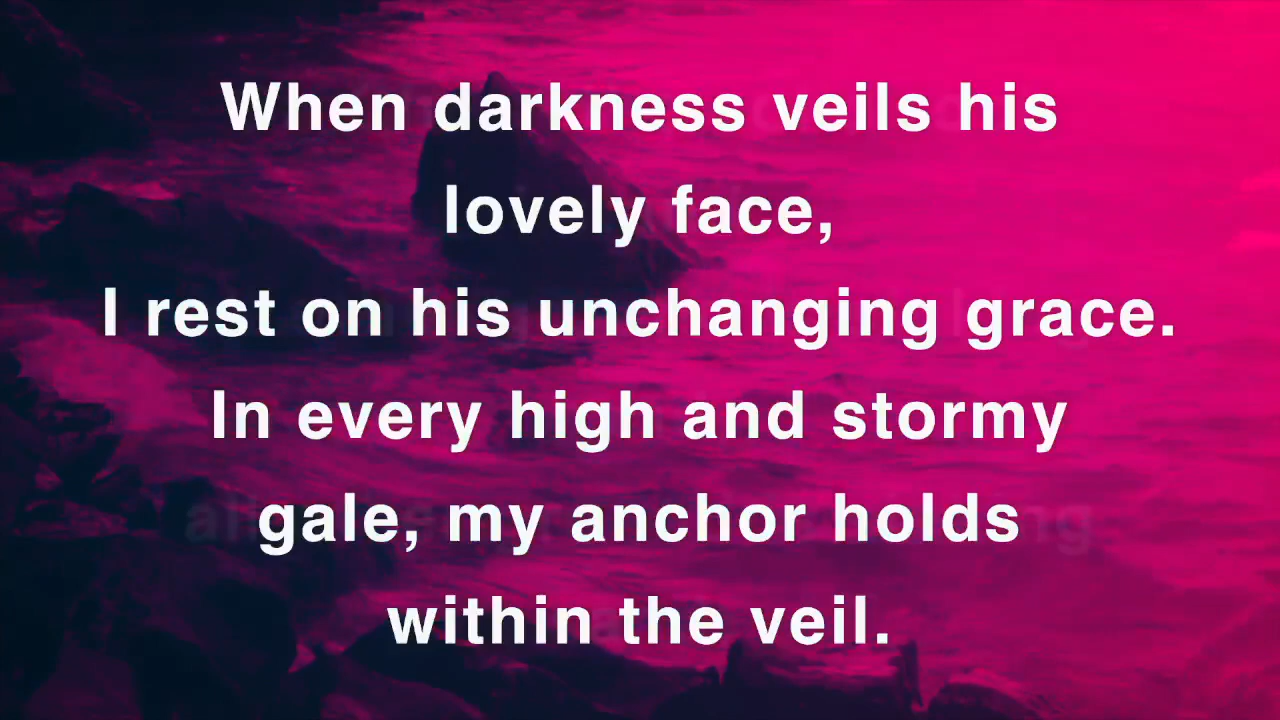 When darkness veils his
lovely face,
I rest on his unchanging grace.
In every high and stormy
gale, my anchor holds
within the veil.